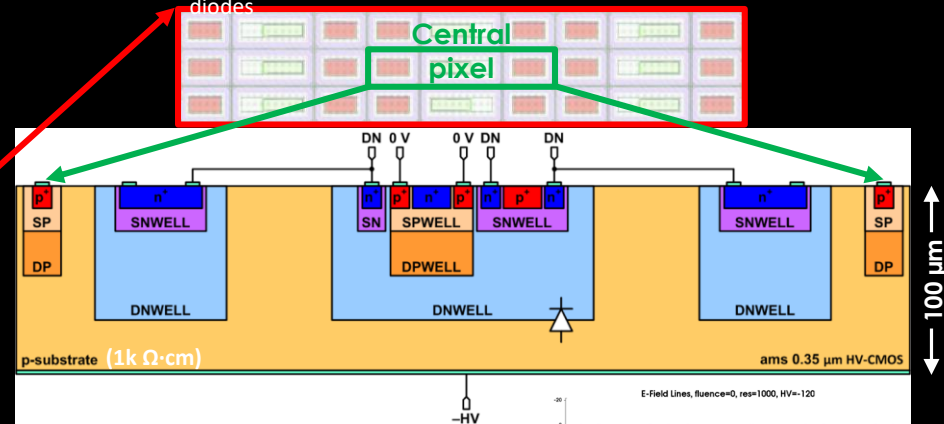 diodes
Central
pixel
DN 0 V 0 V DN DN
p+ n+ n+ p+ n+ p+ n+ p+ n+ n+ p+
SP SNWELL SN SPWELL SNWELL SNWELL SP
DP DPWELL DP
DNWELL DNWELL DNWELL
100 µm
p-substrate (1k Ω·cm) ams 0.35 µm HV-CMOS
–HV
E-Field Lines, fluence=0, res=1000, HV=-120
-20